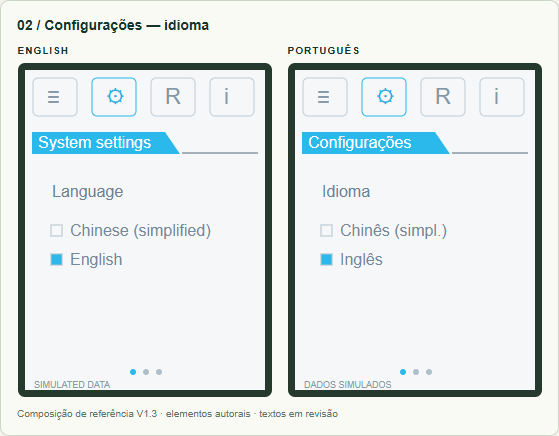 02 / Configurações — idioma
ENGLISH
R
i
System settings
Language
Chinese (simplified)
English
SIMULATED DATA
PORTUGUÊS
R
i
Configurações
Idioma
Chinês (simpl.)
Inglês
DADOS SIMULADOS
Composição de referência V1.3 · elementos autorais · textos em revisão